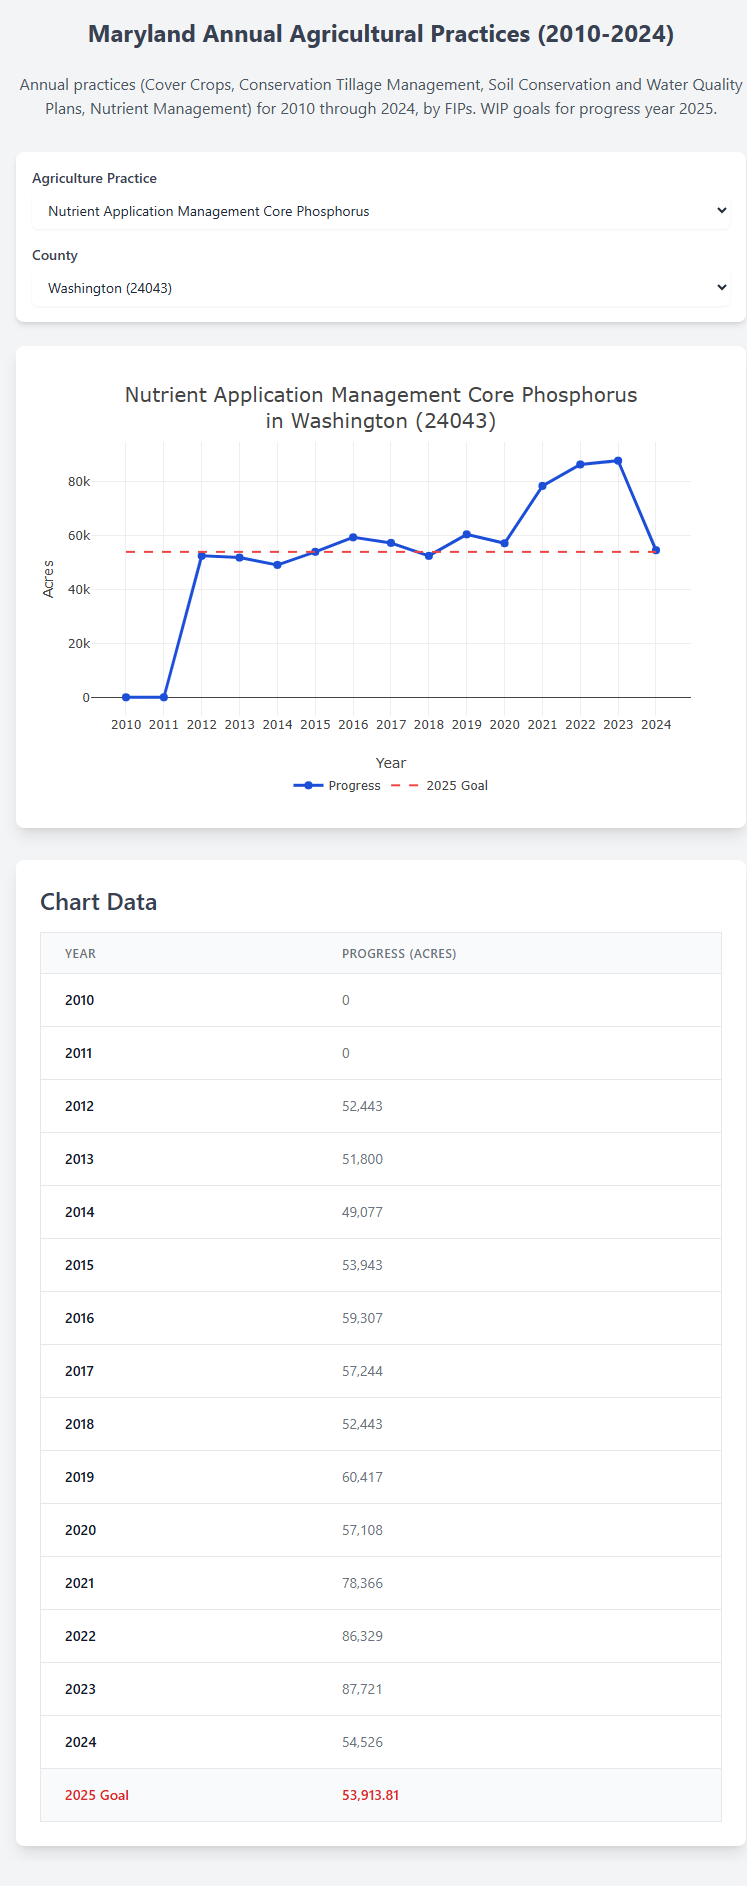 Maryland Annual Agricultural Practices (2010-2024)
Annual practices (Cover Crops, Conservation Tillage Management, Soil Conservation and Water Quality
Plans, Nutrient Management) for 2010 through 2024, by FIPs. WIP goals for progress year 2025.
Agriculture Practice
Nutrient Application Management Core Phosphorus
County
Washington (24043)
Nutrient Application Management Core Phosphorus
in Washington (24043)
80k
60k
40k
20k
0
Acres
2010 2011 2012 2013 2014 2015 2016 2017 2018 2019 2020 2021 2022 2023 2024
Year
Progress 2025 Goal
Chart Data
YEAR PROGRESS (ACRES)
2010 0
2011 0
2012 52,443
2013 51,800
2014 49,077
2015 53,943
2016 59,307
2017 57,244
2018 52,443
2019 60,417
2020 57,108
2021 78,366
2022 86,329
2023 87,721
2024 54,526
2025 Goal 53,913.81